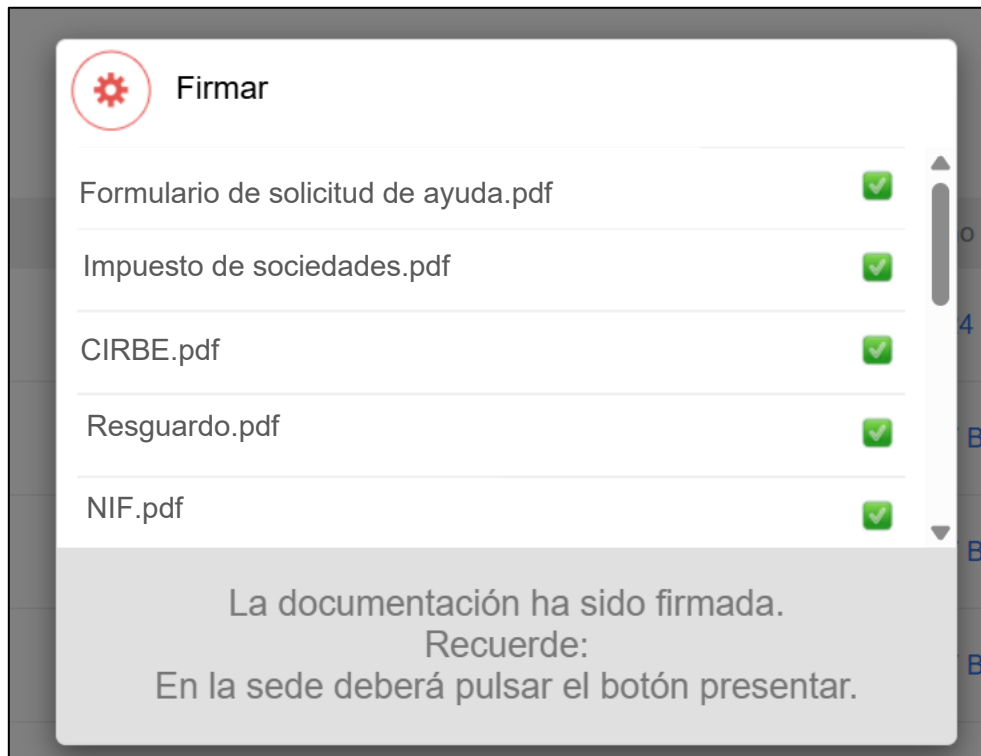 Firmar
Formulario de solicitud de ayuda.pdf
Impuesto de sociedades.pdf
CIRBE.pdf
Resguardo.pdf
NIF.pdf
o
4
B
B
B
La documentación ha sido firmada.
Recuerde:
En la sede deberá pulsar el botón presentar.